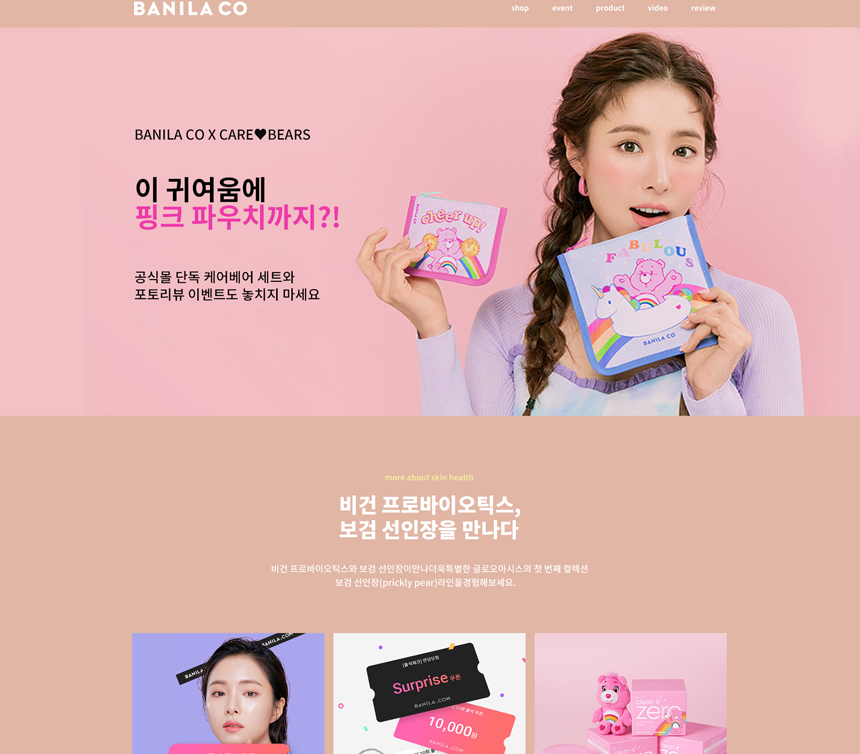 BANILA CO
shop event product video review
BANILA CO X CARE♥BEARS
이 귀여움에
핑크 파우치까지?!
공식몰 단독 케어베어 세트와
포토리뷰 이벤트도 놓치지 마세요
cheer up!
FABULOUS
BANILA CO
more about skin health
비건 프로바이오틱스,
보검 선인장을 만나다
비건 프로바이오틱스와 보검 선인장이만나더욱특별한 글로오아시스의 첫 번째 컬렉션
보검 선인장(prickly pear)라인을경험해보세요.
BANILA.COM
Surprise 쿠폰
BANILA.COM
10,000원
BANILA.COM
clean it
zero